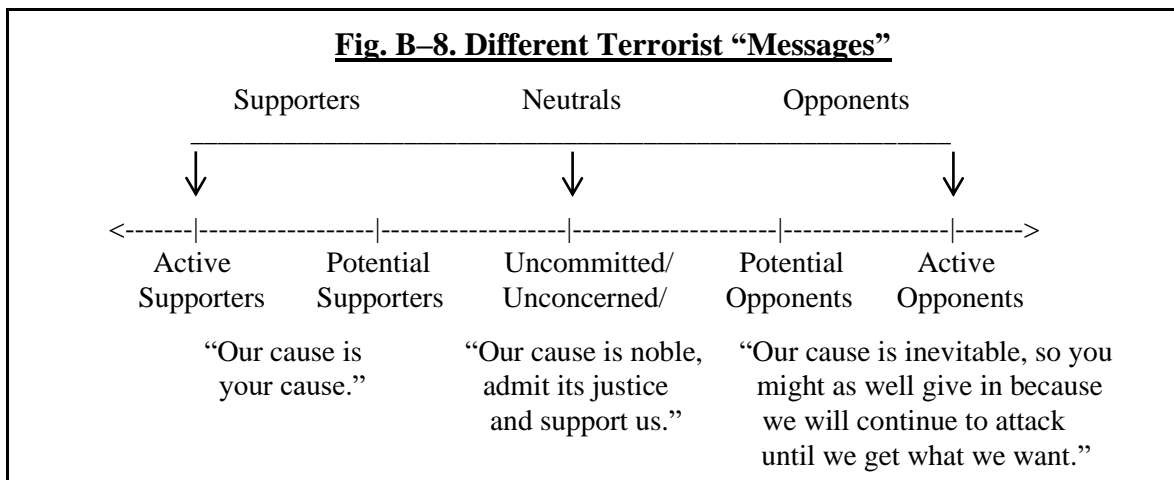 Fig. B–8. Different Terrorist “Messages”
Supporters Neutrals Opponents
<-------|-----------------|------------------|-------------------|----------------|------->
Active Potential Uncommitted/ Potential Active
Supporters Supporters Unconcerned/ Opponents Opponents
“Our cause is “Our cause is noble, “Our cause is inevitable, so you
your cause.” admit its justice might as well give in because
and support us.” we will continue to attack
until we get what we want.”